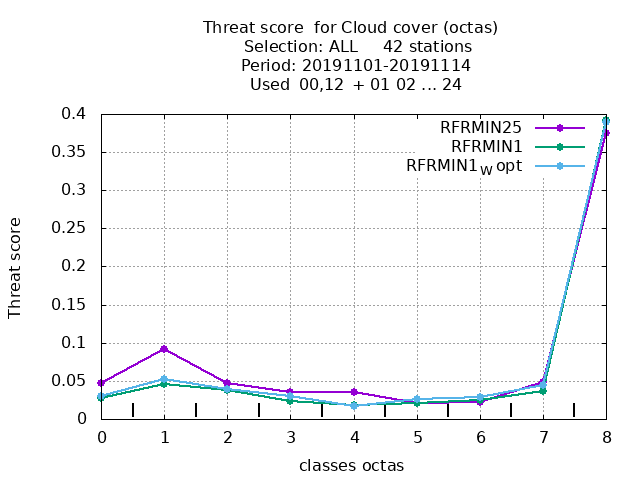 Threat score  for Cloud cover (octas)
Selection: ALL     42 stations
Period: 20191101-20191114
Used  00,12  + 01 02 ... 24
0.4
0.35
0.3
0.25
0.2
0.15
0.1
0.05
0
Threat score
RFRMIN25
RFRMIN1
RFRMIN1W opt
0 1 2 3 4 5 6 7 8
classes octas